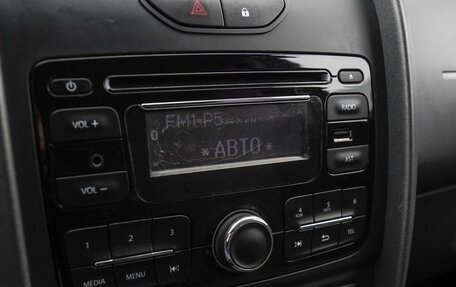 FM1-P5
*АВТО*
VOL +
VOL −
RADIO
AST
1 2 3
4 5 6
MEDIA MENU
TEL